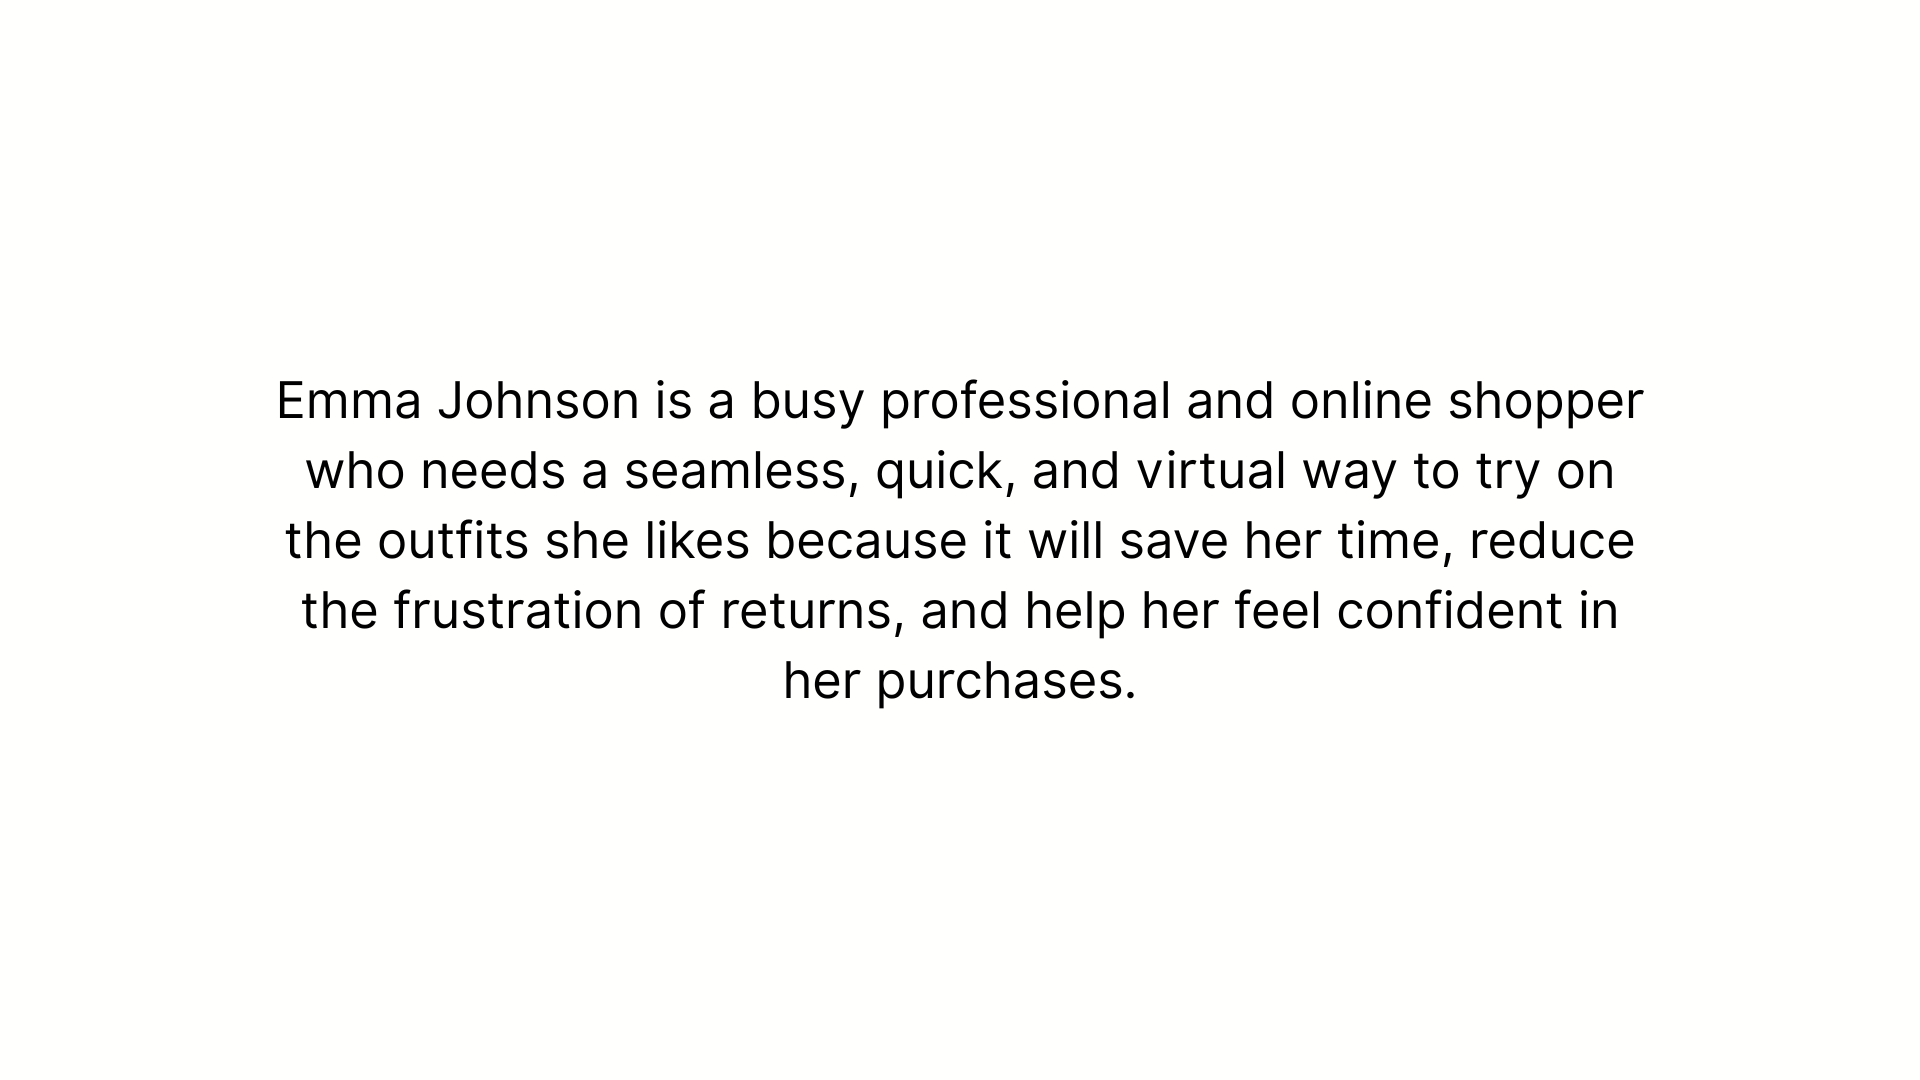 Emma Johnson is a busy professional and online shopper
who needs a seamless, quick, and virtual way to try on
the outfits she likes because it will save her time, reduce
the frustration of returns, and help her feel confident in
her purchases.